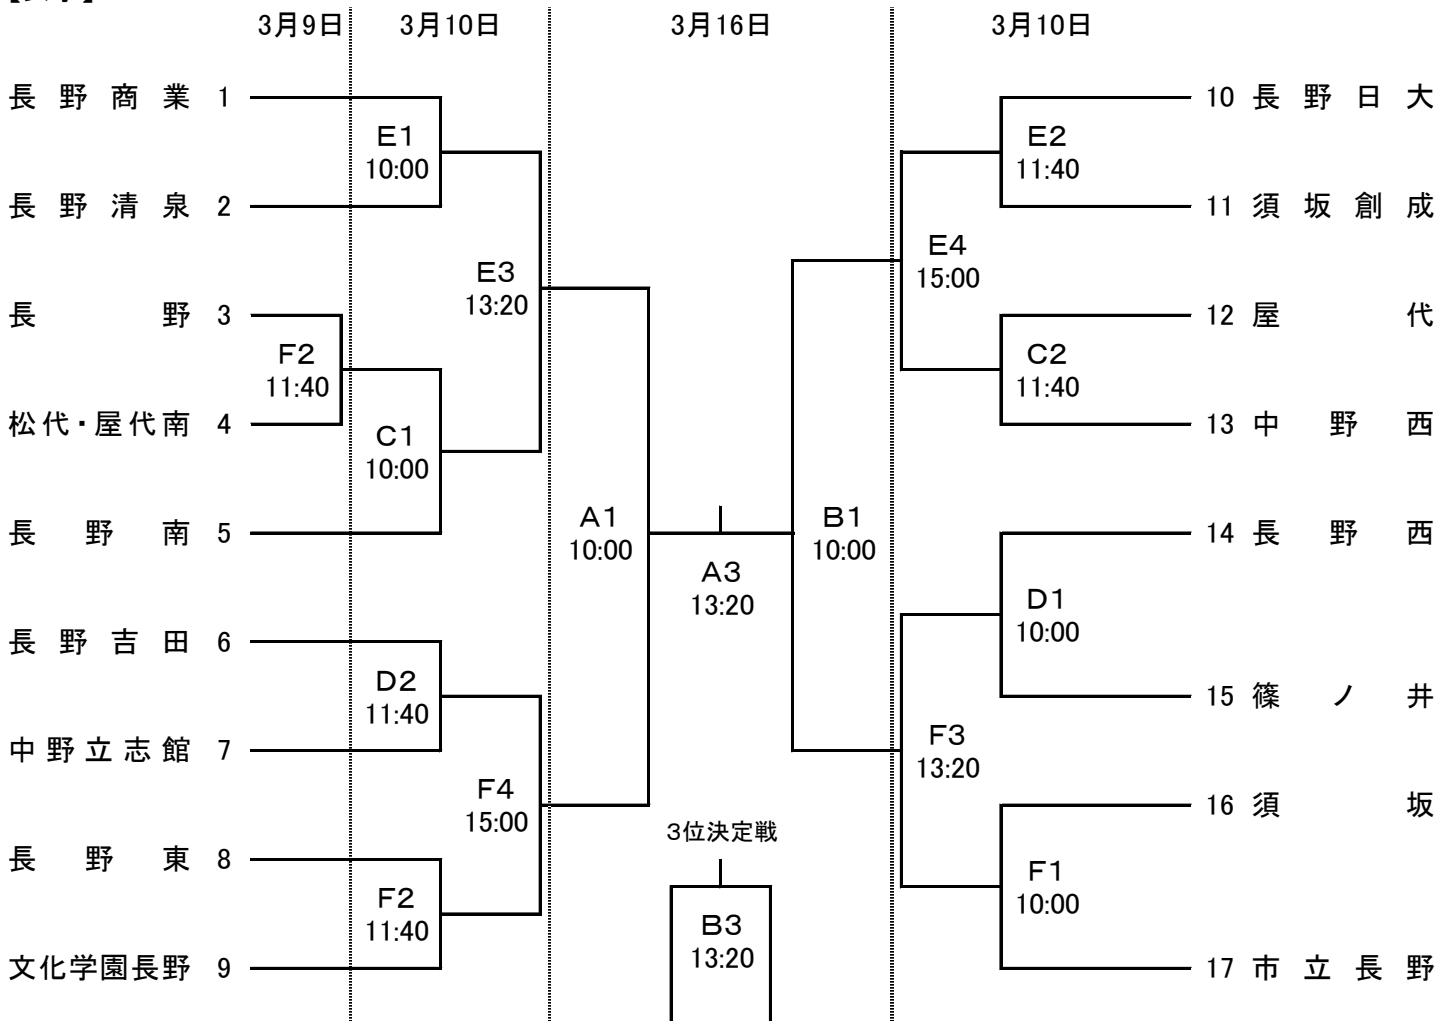 3月9日 3月10日 3月16日 3月10日
長野商業 1
E1
10:00
長野清泉 2
E3
13:20
長野 3
F2
11:40
松代・屋代南 4
C1
10:00
長野南 5
A1
10:00
長野吉田 6
D2
11:40
中野立志館 7
F4
15:00
長野東 8
F2
11:40
文化学園長野 9
A3
13:20
3位決定戦
B3
13:20
B1
10:00
10 長野日大
E2
11:40
11 須坂創成
E4
15:00
12 屋代
C2
11:40
13 中野西
14 長野西
D1
10:00
15 篠ノ井
F3
13:20
16 須坂
F1
10:00
17 市立長野